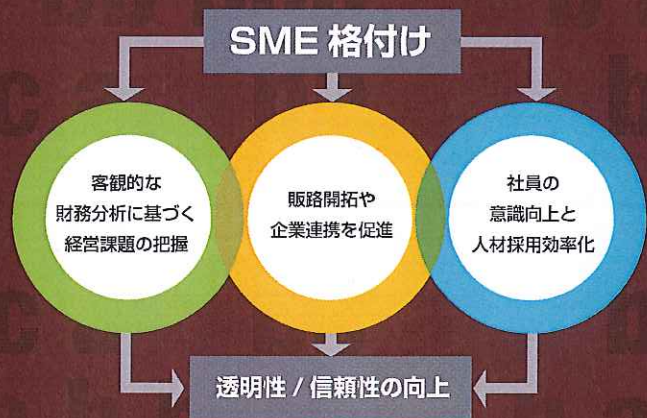 SME 格付け
客観的な
財務分析に基づく
経営課題の把握
販路開拓や
企業連携を促進
社員の
意識向上と
人材採用効率化
透明性 / 信頼性の向上